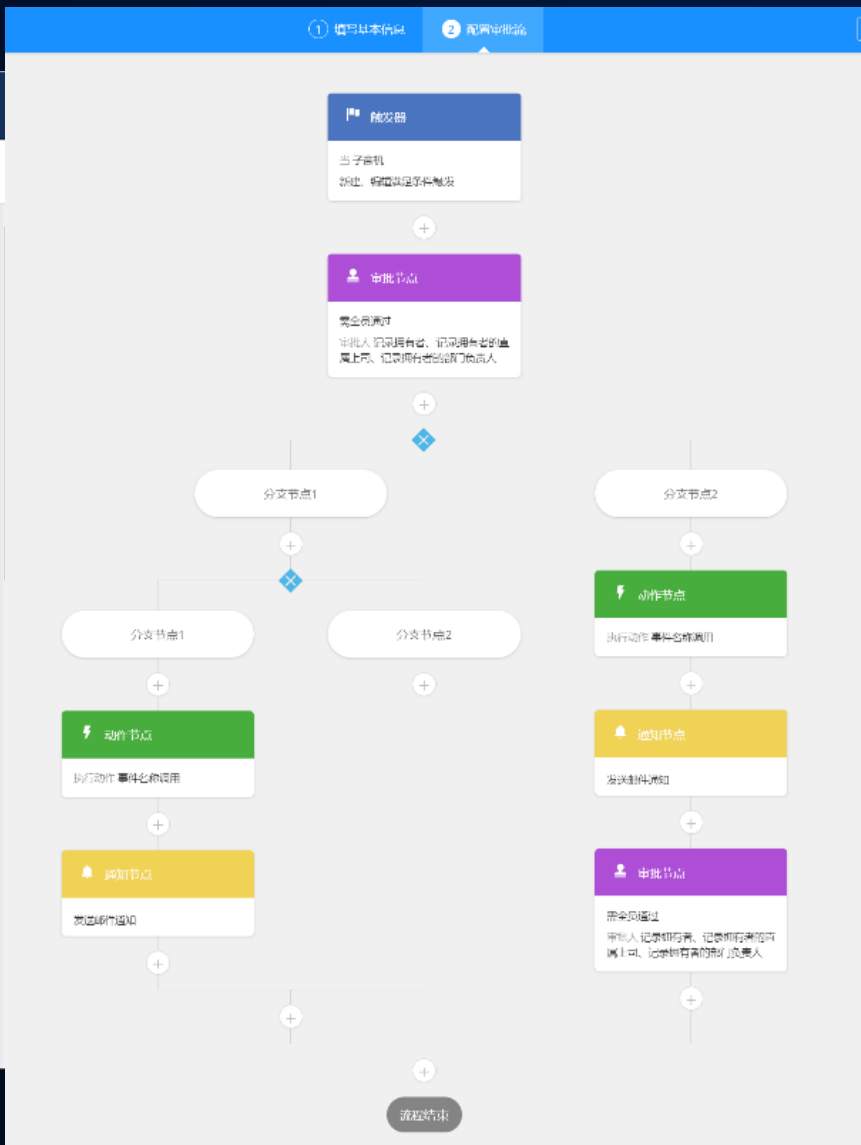 1 填写基本信息
2 配置审批流
触发器
当 子商机
新建、编辑满足条件触发
审批节点
需全员通过
审批人 记录拥有者、记录拥有者的直
属上司、记录拥有者的部门负责人
分支节点1
分支节点2
分支节点1
分支节点2
动作节点
执行动作 事件名称调用
动作节点
执行动作 事件名称调用
通知节点
发送邮件通知
通知节点
发送邮件通知
审批节点
需全员通过
审批人 记录拥有者、记录拥有者的直
属上司、记录拥有者的部门负责人
流程结束